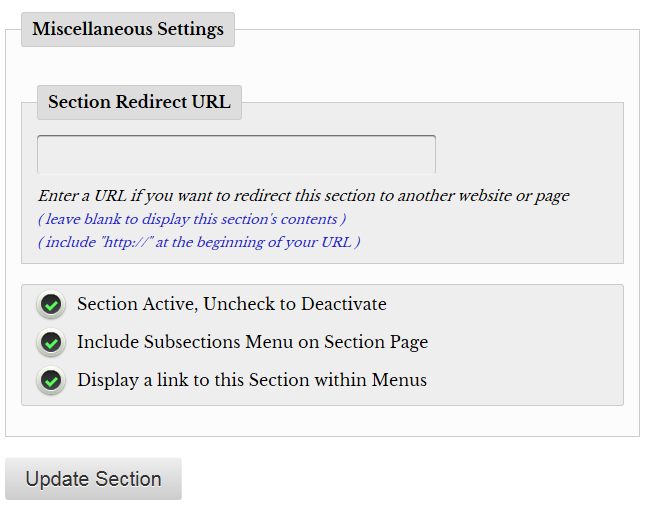 Miscellaneous Settings
Section Redirect URL
Enter a URL if you want to redirect this section to another website or page
( leave blank to display this section's contents )
( include "http://" at the beginning of your URL )
Section Active, Uncheck to Deactivate
Include Subsections Menu on Section Page
Display a link to this Section within Menus
Update Section